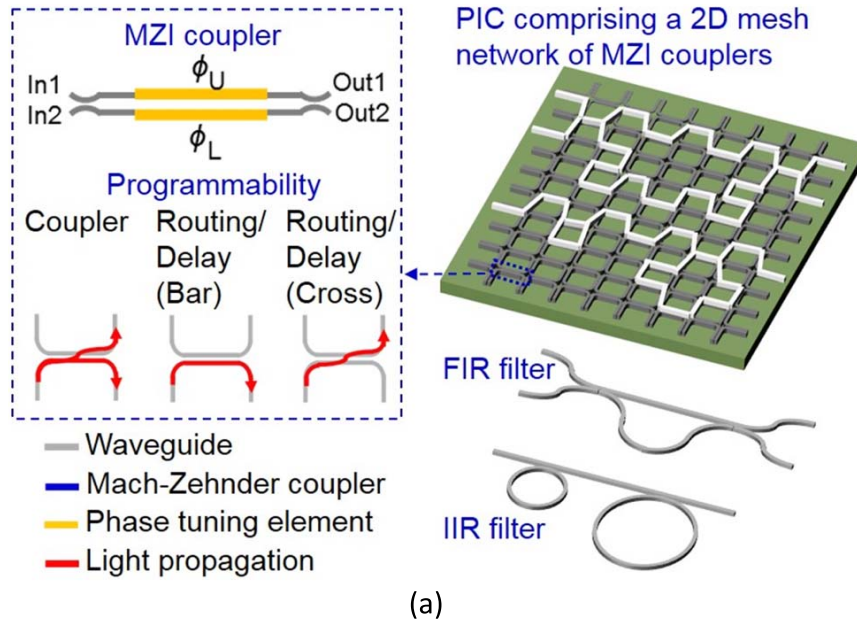 MZI coupler
ϕU
In1
Out1
In2
Out2
ϕL
Programmability
Coupler
Routing/
Delay
(Bar)
Routing/
Delay
(Cross)
Waveguide
Mach-Zehnder coupler
Phase tuning element
Light propagation
PIC comprising a 2D mesh
network of MZI couplers
FIR filter
IIR filter
(a)